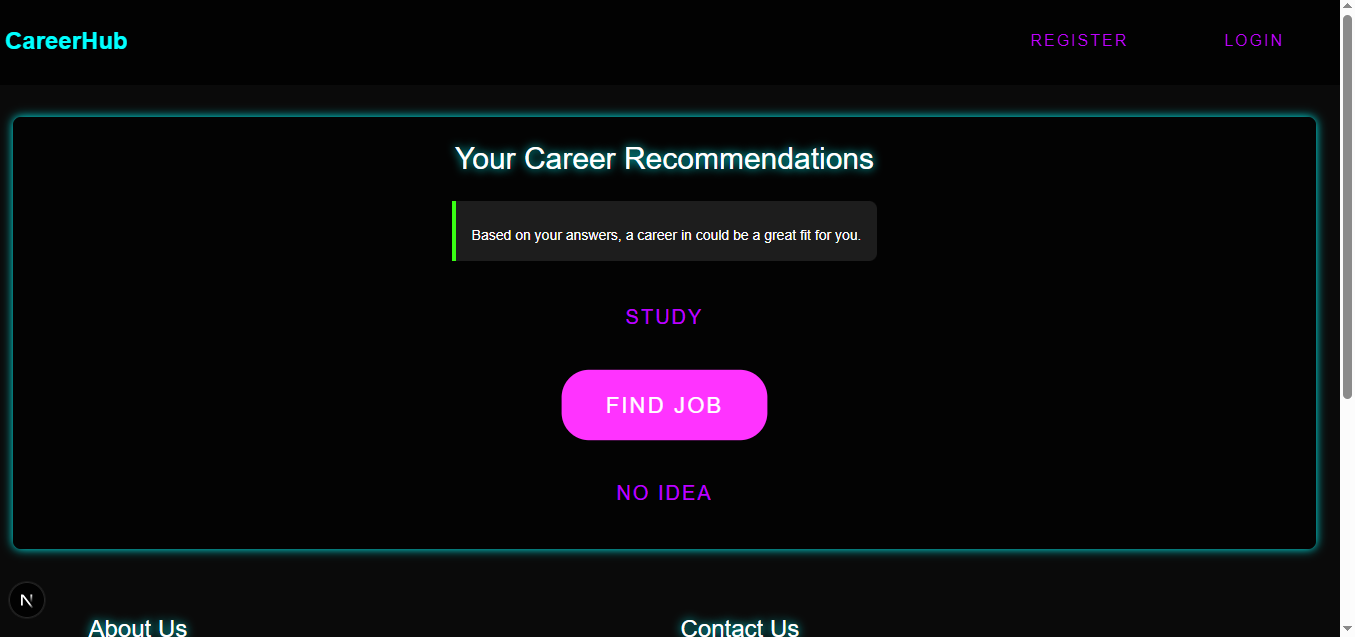 CareerHub
REGISTER
LOGIN
Your Career Recommendations
Based on your answers, a career in could be a great fit for you.
STUDY
FIND JOB
NO IDEA
N
About Us
Contact Us